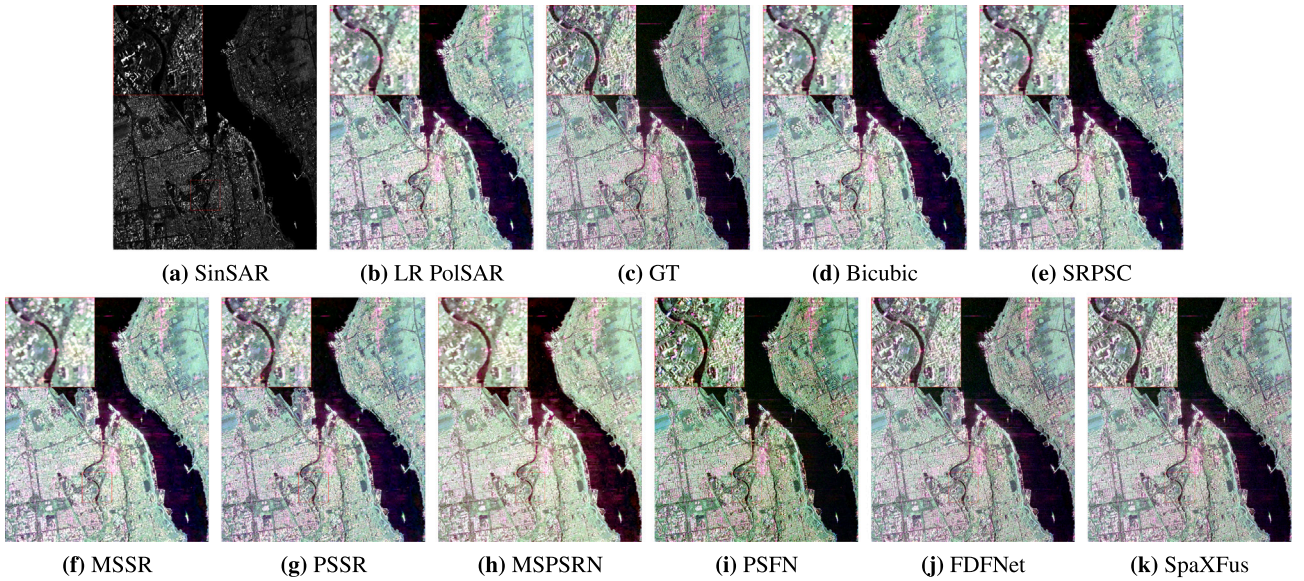 (a) SinSAR (b) LR PolSAR (c) GT (d) Bicubic (e) SRPSC
(f) MSSR (g) PSSR (h) MSPSRN (i) PSFN (j) FDFNet (k) SpaXFus